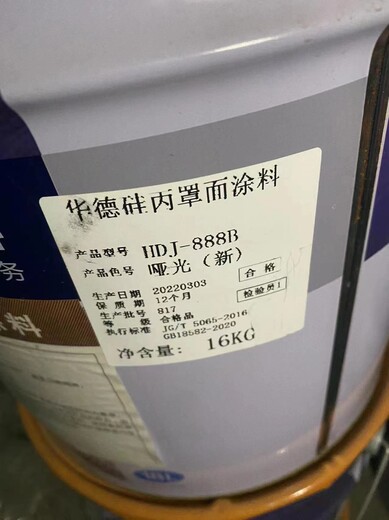 华德硅丙罩面涂料
产品型号 HDJ-888B
产品色号 哑光（新）
合格
生产日期 20220303
保质期 12个月
检验员1
生产批号 817
等级 合格品
执行标准 JG/T 5065-2016
GB18582-2020
净含量: 16KG
务
料